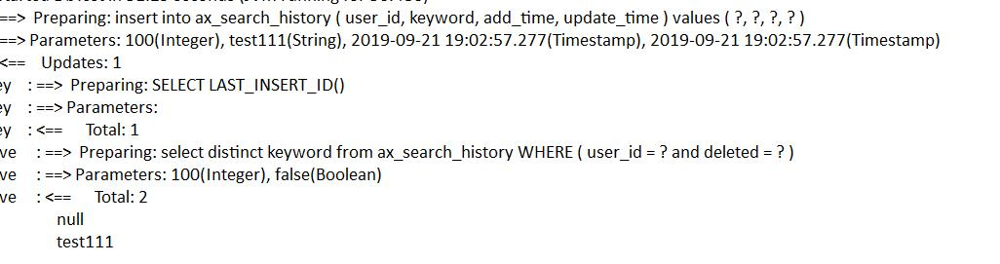 ==> Preparing: insert into ax_search_history ( user_id, keyword, add_time, update_time ) values ( ?, ?, ?, ? )
==> Parameters: 100(Integer), test111(String), 2019-09-21 19:02:57.277(Timestamp), 2019-09-21 19:02:57.277(Timestamp)
<== Updates: 1
ey : ==> Preparing: SELECT LAST_INSERT_ID()
ey : ==> Parameters:
ey : <== Total: 1
ve : ==> Preparing: select distinct keyword from ax_search_history WHERE ( user_id = ? and deleted = ? )
ve : ==> Parameters: 100(Integer), false(Boolean)
ve : <== Total: 2
null
test111